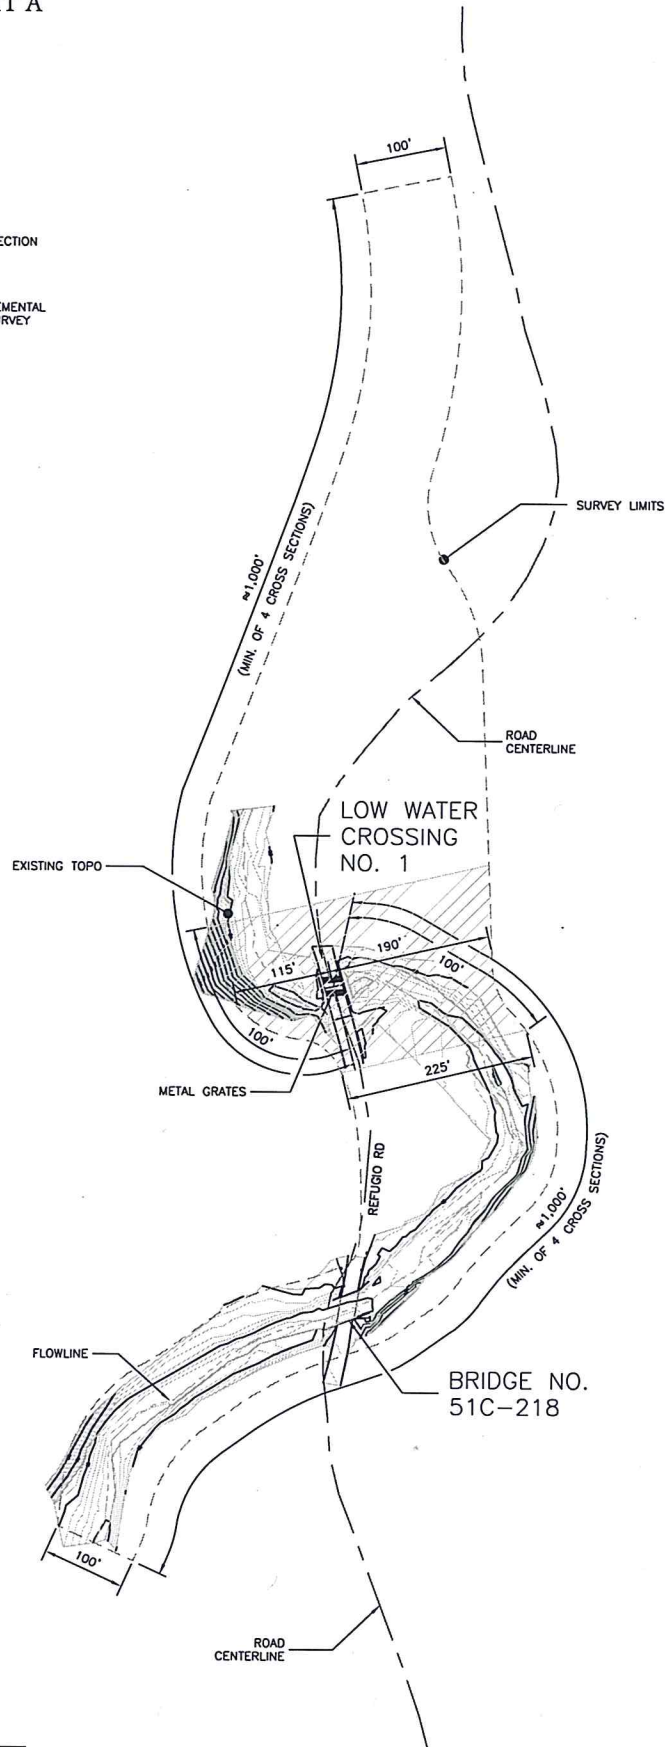 A
100'
ECTION
EMENTAL
RVEY
SURVEY LIMITS
≈1,000'
(MIN. OF 4 CROSS SECTIONS)
ROAD
CENTERLINE
LOW WATER
CROSSING
NO. 1
EXISTING TOPO
190'
115'
100'
100'
225'
METAL GRATES
REFUGIO RD
≈1,000'
(MIN. OF 4 CROSS SECTIONS)
FLOWLINE
BRIDGE NO.
51C-218
100'
ROAD
CENTERLINE